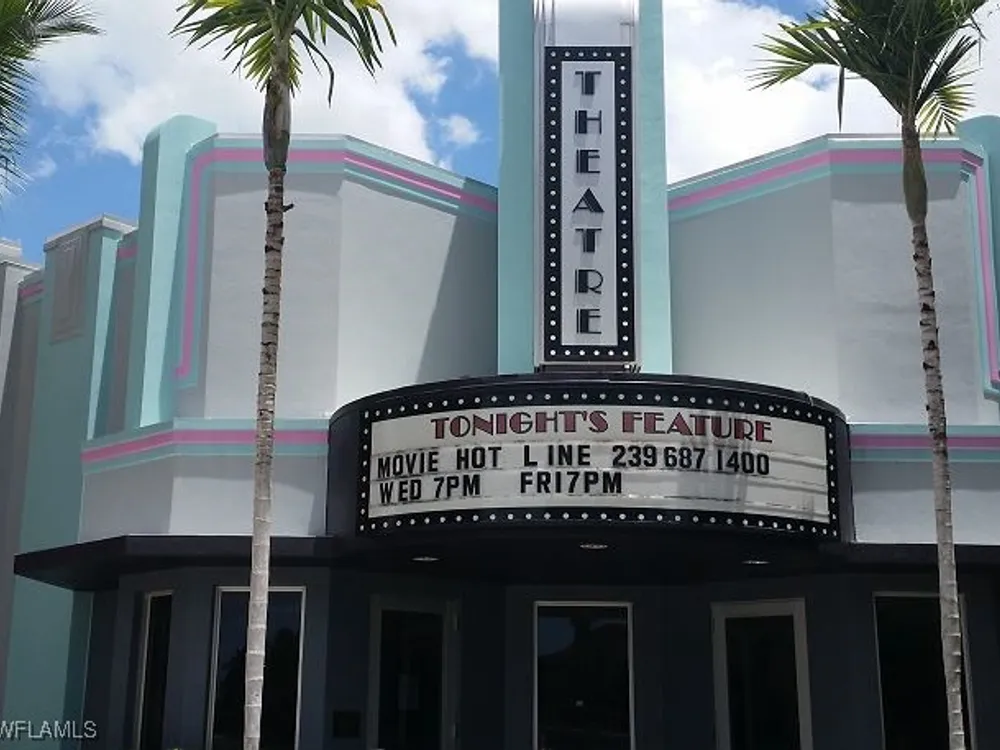 THEATRE
TONIGHT'S FEATURE
MOVIE HOT LINE 239 687 1400
WED 7PM FRI7PM
WFLAMLS